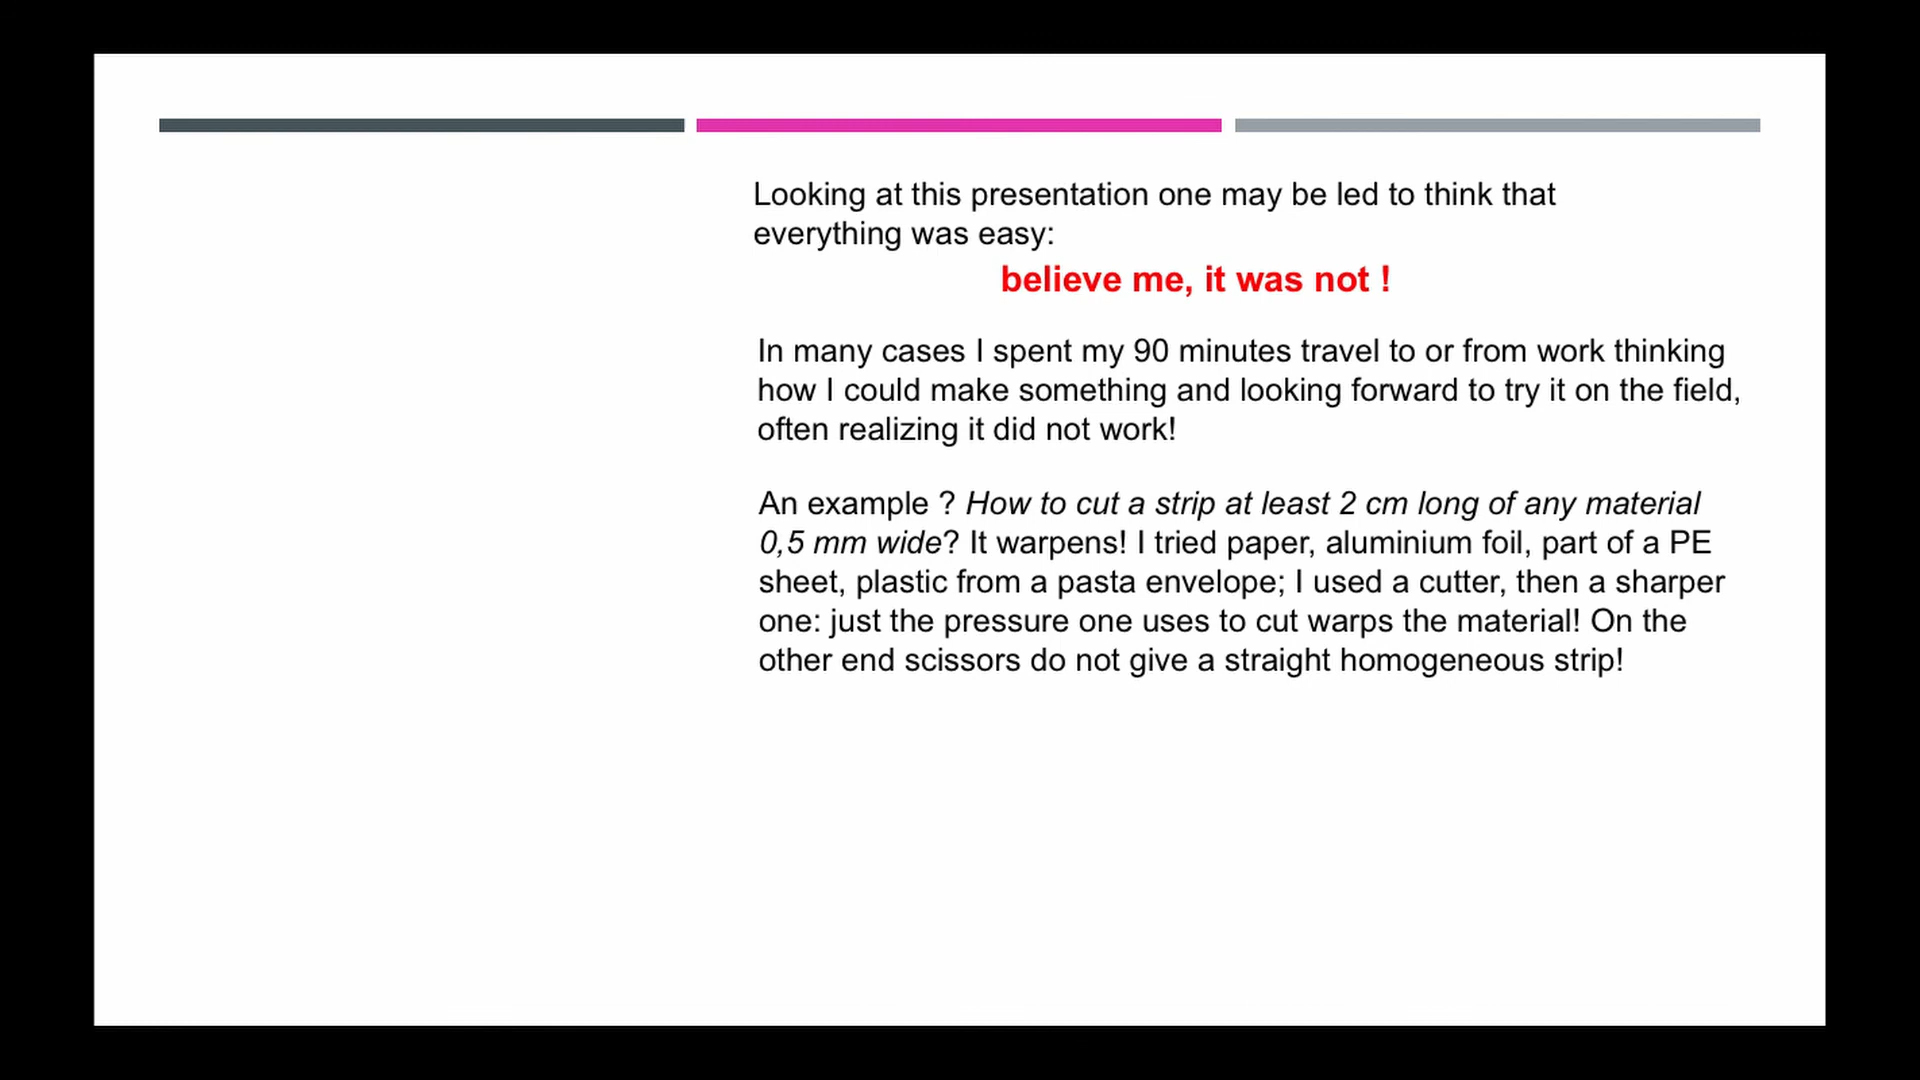 Looking at this presentation one may be led to think that
everything was easy:
believe me, it was not !
In many cases I spent my 90 minutes travel to or from work thinking
how I could make something and looking forward to try it on the field,
often realizing it did not work!
An example ? How to cut a strip at least 2 cm long of any material
0,5 mm wide? It warpens! I tried paper, aluminium foil, part of a PE
sheet, plastic from a pasta envelope; I used a cutter, then a sharper
one: just the pressure one uses to cut warps the material! On the
other end scissors do not give a straight homogeneous strip!